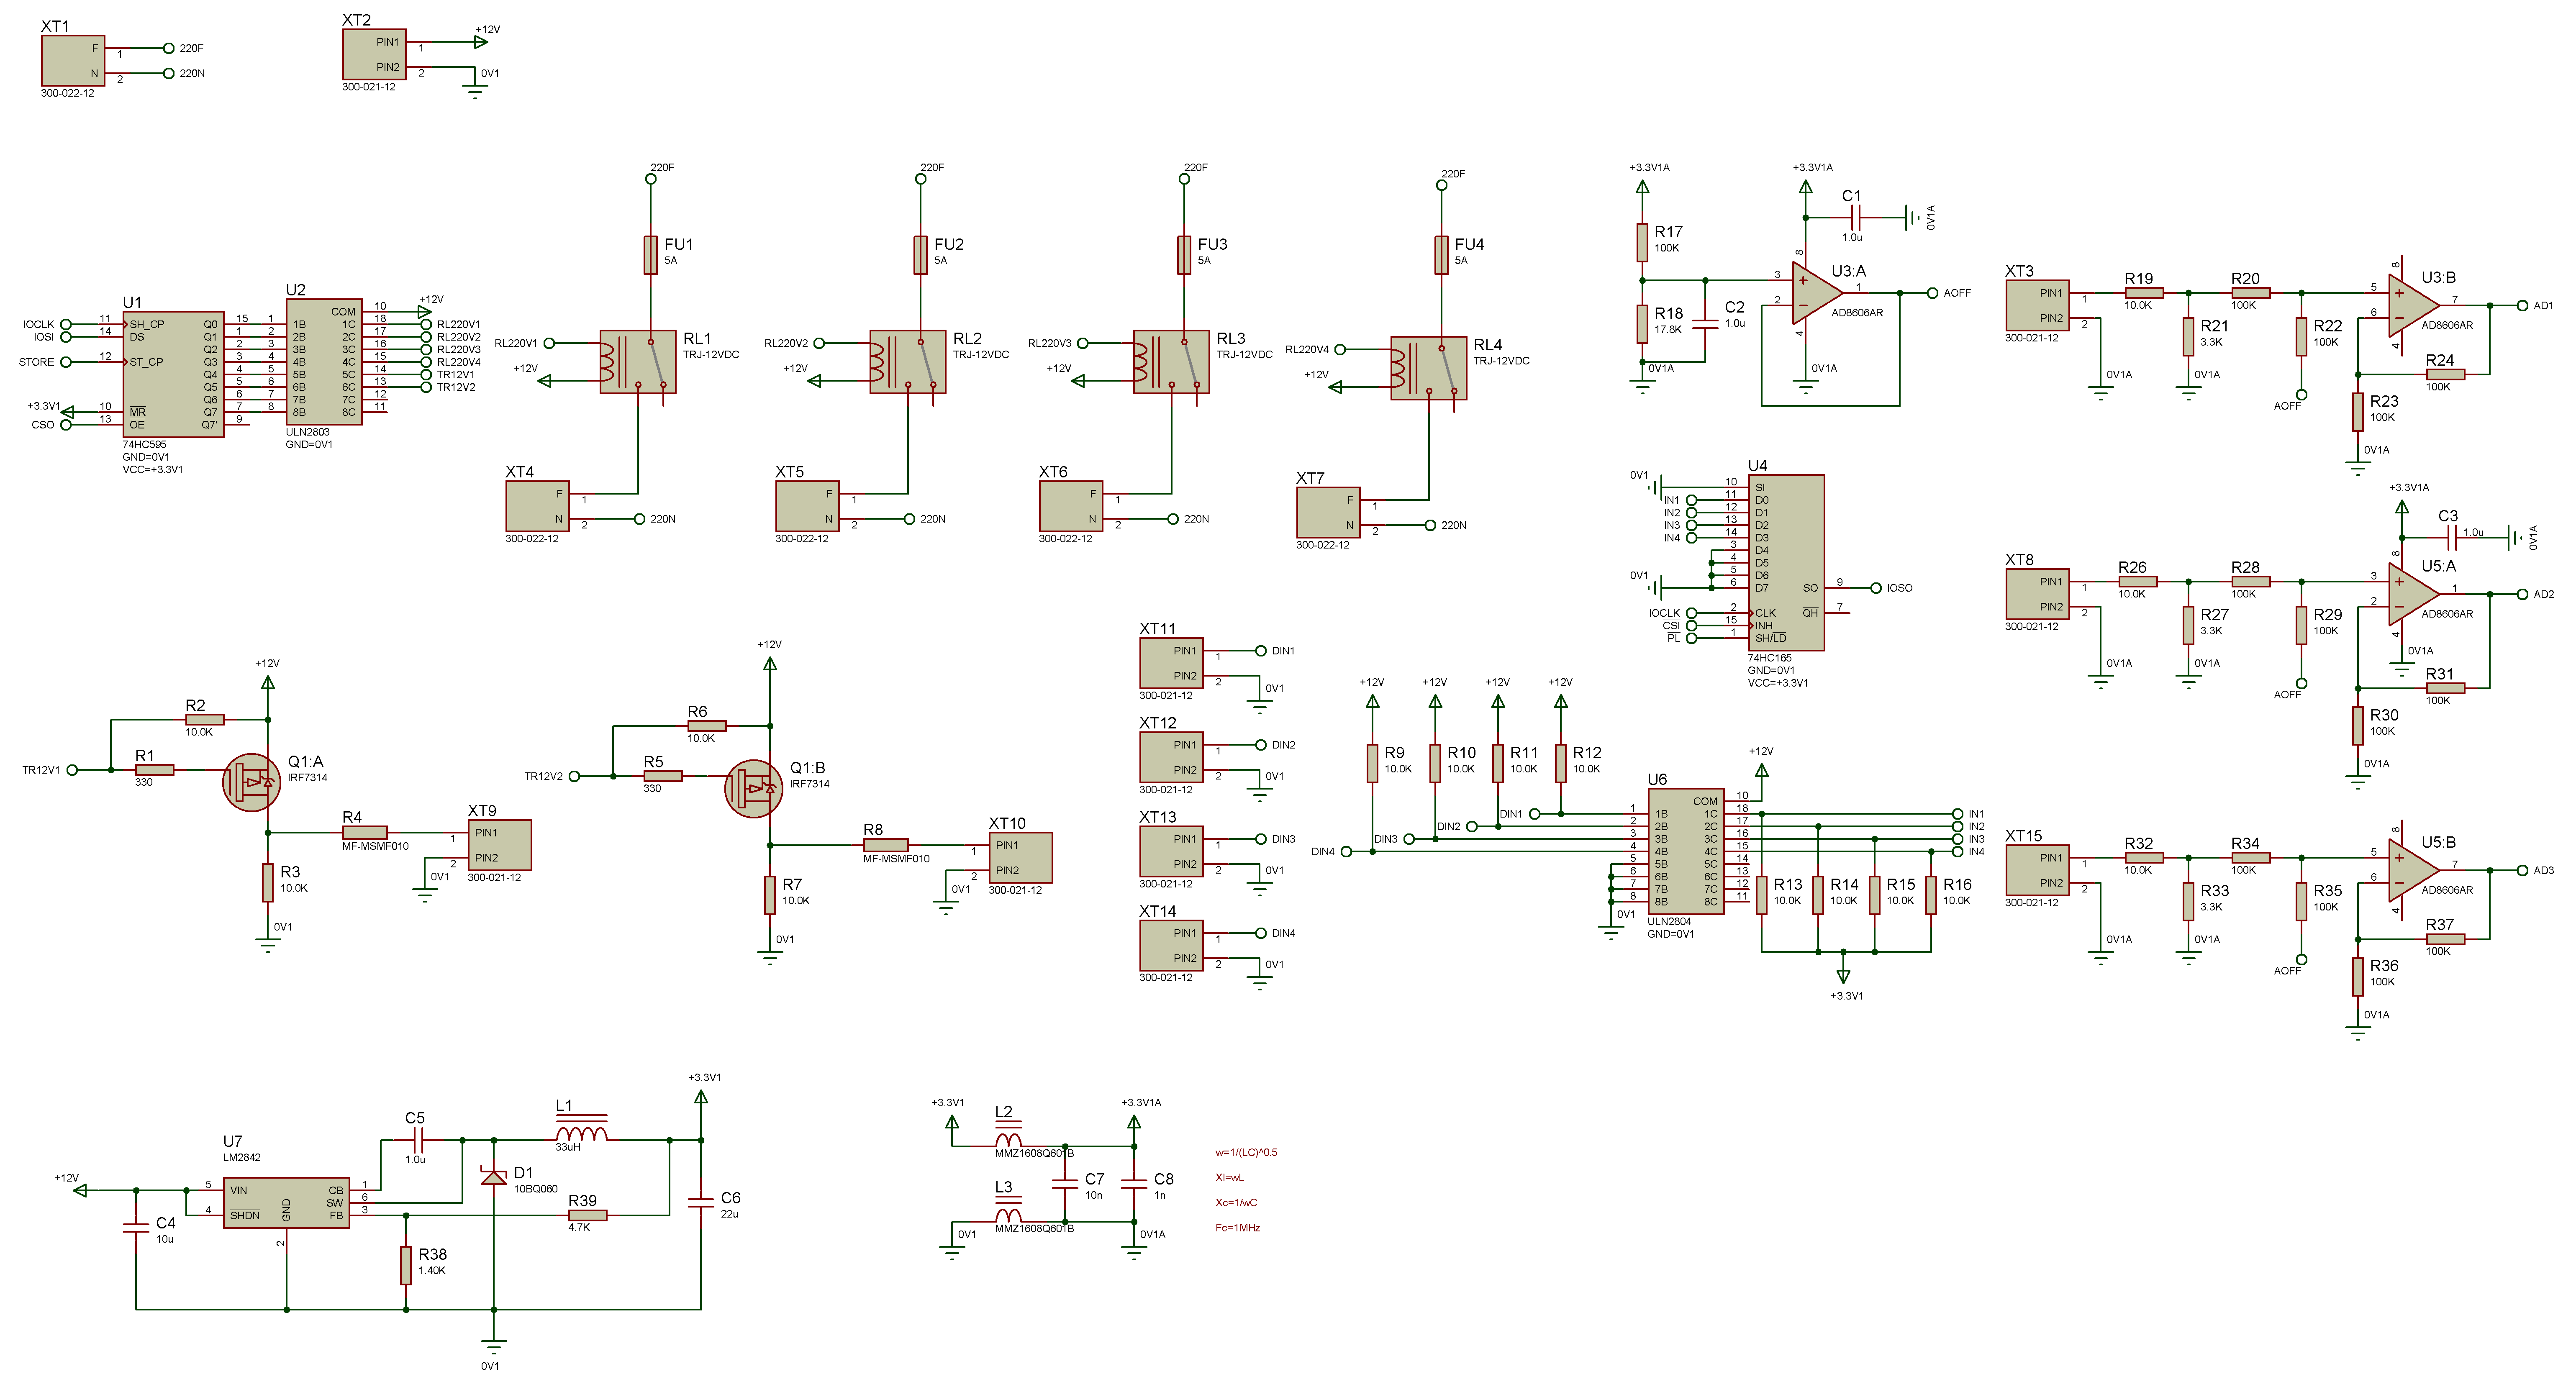 XT1
F
1
220F
N
2
220N
300-022-12
XT2
PIN1
1
+12V
PIN2
2
0V1
300-021-12
U1
IOCLK
11
SH_CP
Q0
15
IOSI
14
DS
Q1
1
Q2
2
STORE
12
ST_CP
Q3
3
Q4
4
Q5
5
Q6
6
+3.3V1
10
MR
Q7
7
CSO
13
OE
Q7'
9
74HC595
GND=0V1
VCC=+3.3V1
U2
COM
10
+12V
1
1B
1C
18
RL220V1
2
2B
2C
17
RL220V2
3
3B
3C
16
RL220V3
4
4B
4C
15
RL220V4
5
5B
5C
14
TR12V1
6
6B
6C
13
TR12V2
7
7B
7C
12
8
8B
8C
11
ULN2803
GND=0V1
220F
FU1
5A
RL220V1
RL1
TRJ-12VDC
+12V
XT4
F
1
N
2
220N
300-022-12
220F
FU2
5A
RL220V2
RL2
TRJ-12VDC
+12V
XT5
F
1
N
2
220N
300-022-12
220F
FU3
5A
RL220V3
RL3
TRJ-12VDC
+12V
XT6
F
1
N
2
220N
300-022-12
220F
FU4
5A
RL220V4
RL4
TRJ-12VDC
+12V
XT7
F
1
N
2
220N
300-022-12
+3.3V1A
R17
100K
R18
17.8K
C2
1.0u
0V1A
+3.3V1A
C1
1.0u
0V1A
8
3
2
1
4
U3:A
AD8606AR
AOFF
0V1A
XT3
PIN1
1
PIN2
2
300-021-12
0V1A
R19
10.0K
R20
100K
R21
3.3K
0V1A
R22
100K
AOFF
U3:B
8
5
6
7
4
AD8606AR
AD1
R24
100K
R23
100K
0V1A
U4
0V1
10
SI
IN1
11
D0
IN2
12
D1
IN3
13
D2
IN4
14
D3
3
D4
4
D5
5
D6
0V1
6
D7
SO
9
IOSO
IOCLK
2
CLK
QH
7
CSI
15
INH
PL
1
SH/LD
74HC165
GND=0V1
VCC=+3.3V1
XT8
PIN1
1
PIN2
2
300-021-12
0V1A
R26
10.0K
R28
100K
R27
3.3K
0V1A
R29
100K
AOFF
+3.3V1A
C3
1.0u
0V1A
U5:A
8
3
2
1
4
AD8606AR
AD2
0V1A
R31
100K
R30
100K
0V1A
+12V
R2
10.0K
TR12V1
R1
330
Q1:A
IRF7314
R4
MF-MSMF010
R3
10.0K
0V1
XT9
1
PIN1
2
PIN2
0V1
300-021-12
+12V
R6
10.0K
TR12V2
R5
330
Q1:B
IRF7314
R8
MF-MSMF010
R7
10.0K
0V1
XT10
1
PIN1
2
PIN2
0V1
300-021-12
XT11
PIN1
1
DIN1
PIN2
2
0V1
300-021-12
XT12
PIN1
1
DIN2
PIN2
2
0V1
300-021-12
XT13
PIN1
1
DIN3
PIN2
2
0V1
300-021-12
XT14
PIN1
1
DIN4
PIN2
2
0V1
300-021-12
+12V
+12V
+12V
+12V
R9
10.0K
R10
10.0K
R11
10.0K
R12
10.0K
DIN1
DIN2
DIN3
DIN4
U6
+12V
COM
10
1
1B
1C
18
IN1
2
2B
2C
17
IN2
3
3B
3C
16
IN3
4
4B
4C
15
IN4
5
5B
5C
14
6
6B
6C
13
7
7B
7C
12
8
8B
8C
11
0V1
ULN2804
GND=0V1
R13
10.0K
R14
10.0K
R15
10.0K
R16
10.0K
+3.3V1
XT15
PIN1
1
PIN2
2
300-021-12
0V1A
R32
10.0K
R34
100K
R33
3.3K
0V1A
R35
100K
AOFF
U5:B
8
5
6
7
4
AD8606AR
AD3
R37
100K
R36
100K
0V1A
U7
LM2842
+12V
5
VIN
CB
1
SW
6
4
SHDN
FB
3
GND
2
C4
10u
C5
1.0u
L1
33uH
D1
10BQ060
R39
4.7K
R38
1.40K
+3.3V1
C6
22u
0V1
+3.3V1
L2
MMZ1608Q601B
+3.3V1A
C7
10n
C8
1n
L3
MMZ1608Q601B
0V1
0V1A
w=1/(LC)^0.5
Xl=wL
Xc=1/wC
Fc=1MHz